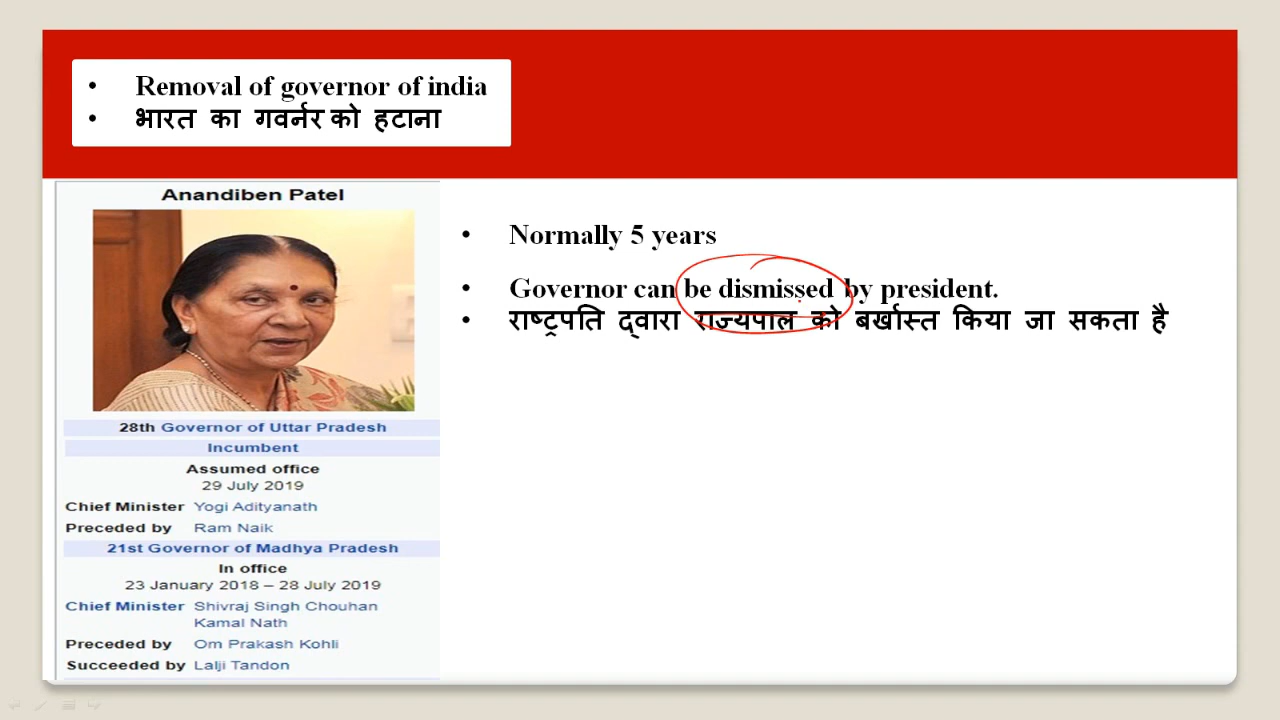 • Removal of governor of india
• भारत का गवर्नर को हटाना
Anandiben Patel
28th Governor of Uttar Pradesh
Incumbent
Assumed office
29 July 2019
Chief Minister Yogi Adityanath
Preceded by Ram Naik
21st Governor of Madhya Pradesh
In office
23 January 2018 – 28 July 2019
Chief Minister Shivraj Singh Chouhan
Kamal Nath
Preceded by Om Prakash Kohli
Succeeded by Lalji Tandon
• Normally 5 years
• Governor can be dismissed by president.
• राष्ट्रपति द्वारा राज्यपाल को बर्खास्त किया जा सकता है